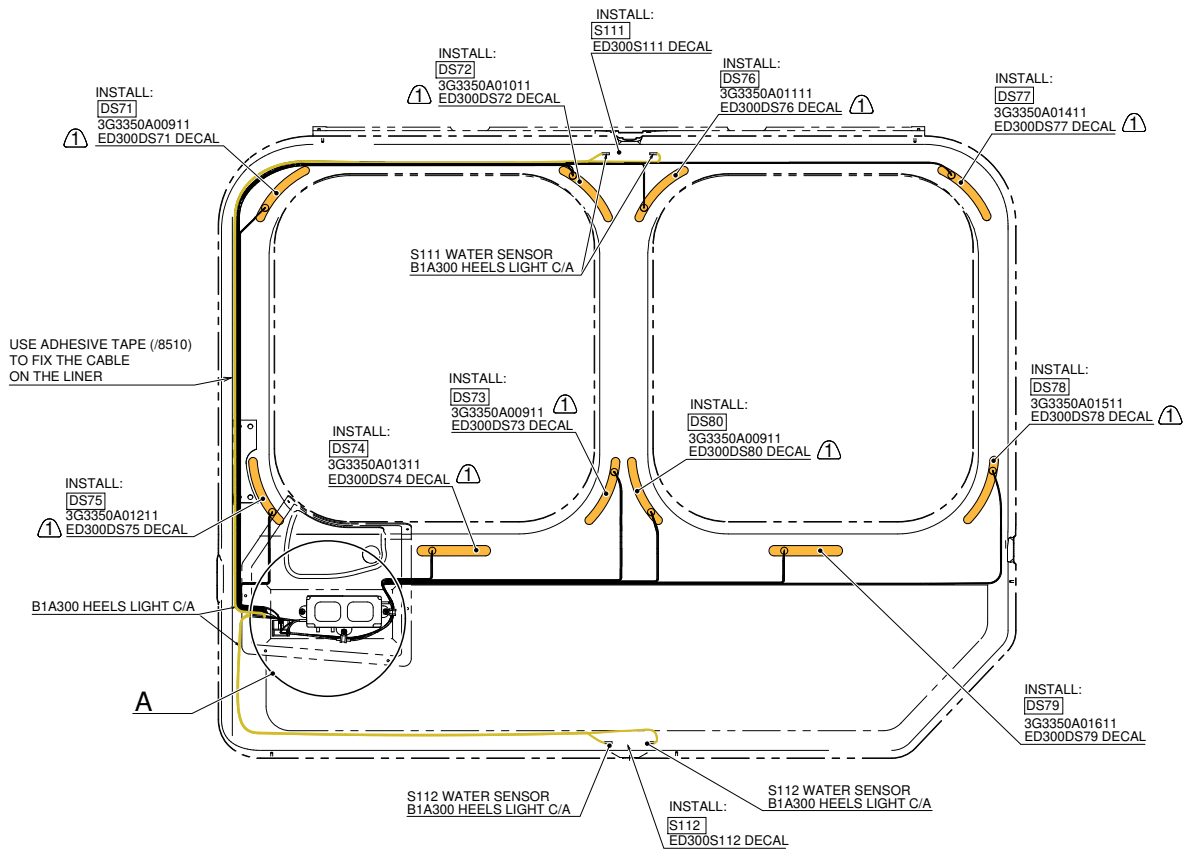 INSTALL:
S111
ED300S111 DECAL
INSTALL:
DS72
3G3350A01011
1 ED300DS72 DECAL
INSTALL:
DS76
3G3350A01111
ED300DS76 DECAL 1
INSTALL:
DS71
3G3350A00911
1 ED300DS71 DECAL
INSTALL:
DS77
3G3350A01411
ED300DS77 DECAL 1
S111 WATER SENSOR
B1A300 HEELS LIGHT C/A
USE ADHESIVE TAPE (/8510)
TO FIX THE CABLE
ON THE LINER
INSTALL:
DS73
3G3350A00911 1
ED300DS73 DECAL
INSTALL:
DS78
3G3350A01511
ED300DS78 DECAL 1
INSTALL:
DS80
3G3350A00911
ED300DS80 DECAL 1
INSTALL:
DS74
3G3350A01311
ED300DS74 DECAL 1
INSTALL:
DS75
3G3350A01211
1 ED300DS75 DECAL
B1A300 HEELS LIGHT C/A
A
INSTALL:
DS79
3G3350A01611
ED300DS79 DECAL
S112 WATER SENSOR
B1A300 HEELS LIGHT C/A
S112 WATER SENSOR
B1A300 HEELS LIGHT C/A
INSTALL:
S112
ED300S112 DECAL